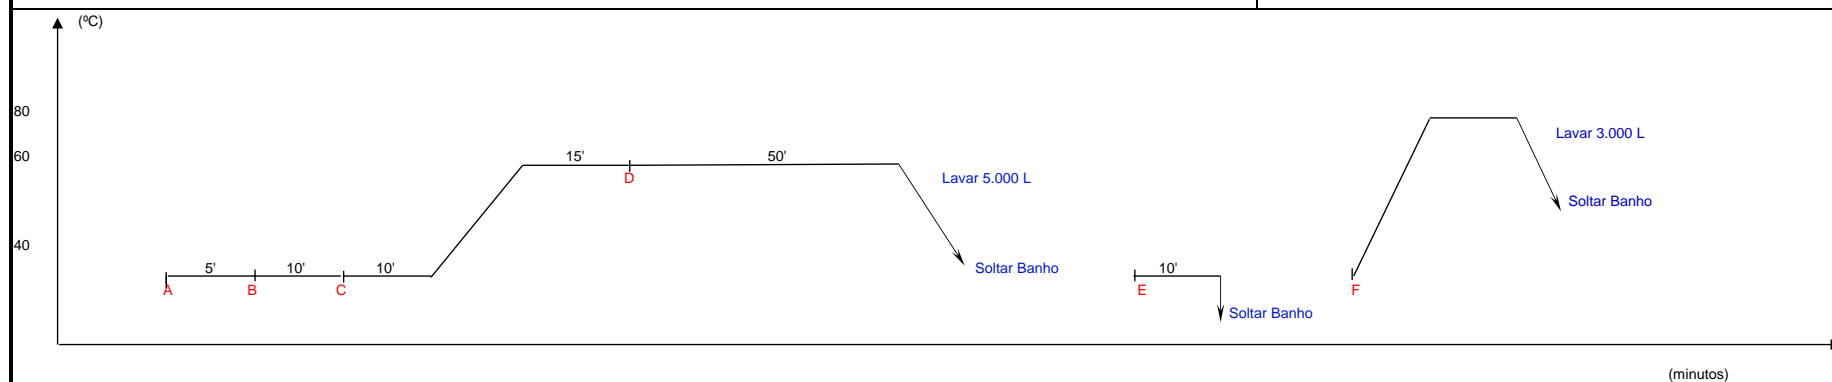 (ºC)
80
Lavar 3.000 L
60
15'
50'
D
Lavar 5.000 L
Soltar Banho
40
5'
10'
10'
Soltar Banho
10'
A
B
C
E
F
Soltar Banho
(minutos)